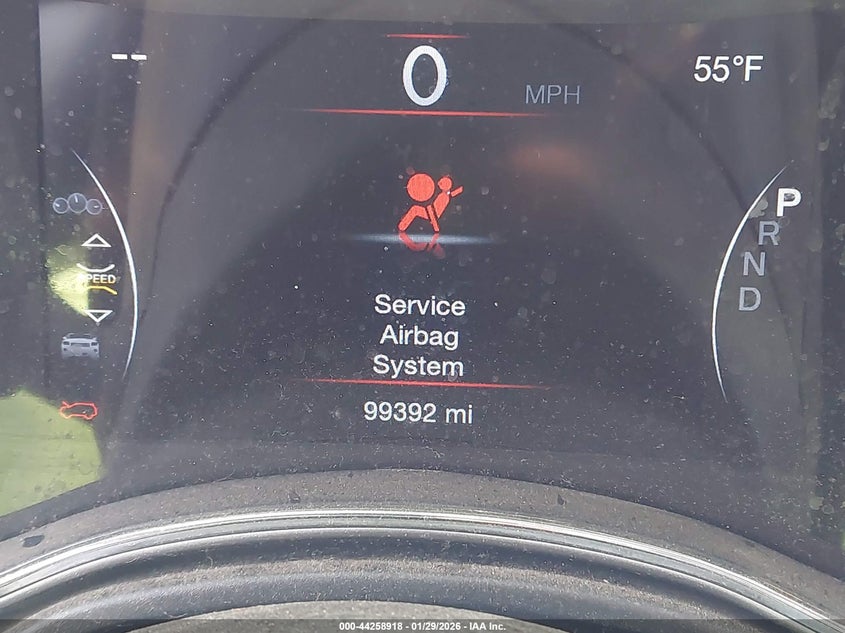 --
0
MPH
55°F
P
R
N
D
SPEED
Service
Airbag
System
99392 mi
000-44258918 - 01/29/2026 - IAA Inc.